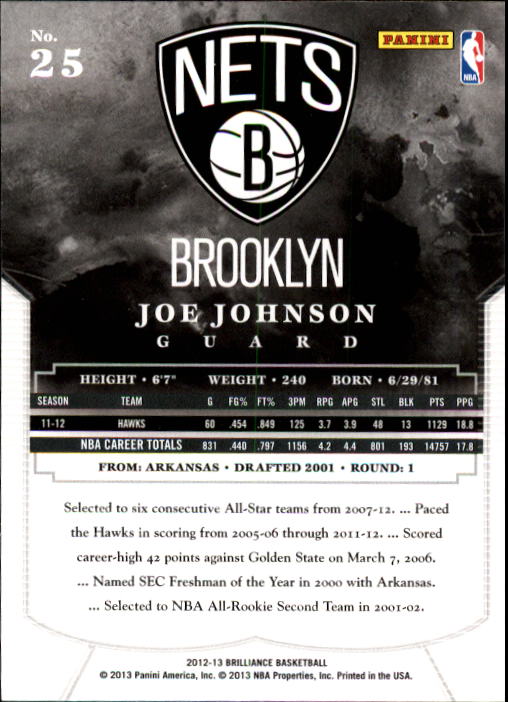 No.
25
PANINI
NBA
NETS
B
BROOKLYN
JOE JOHNSON
GUARD
HEIGHT • 6'7" WEIGHT • 240 BORN • 6/29/81
SEASON TEAM G FG% FT% 3PM RPG APG STL BLK PTS PPG
11-12 HAWKS 60 .454 .849 125 3.7 3.9 48 13 1129 18.8
NBA CAREER TOTALS 831 .440 .797 1156 4.2 4.4 801 193 14757 17.8
FROM: ARKANSAS • DRAFTED 2001 • ROUND: 1
Selected to six consecutive All-Star teams from 2007-12. ... Paced
the Hawks in scoring from 2005-06 through 2011-12. ... Scored
career-high 42 points against Golden State on March 7, 2006.
... Named SEC Freshman of the Year in 2000 with Arkansas.
... Selected to NBA All-Rookie Second Team in 2001-02.
2012-13 BRILLIANCE BASKETBALL
© 2013 Panini America, Inc. © 2013 NBA Properties, Inc. Printed in the USA.